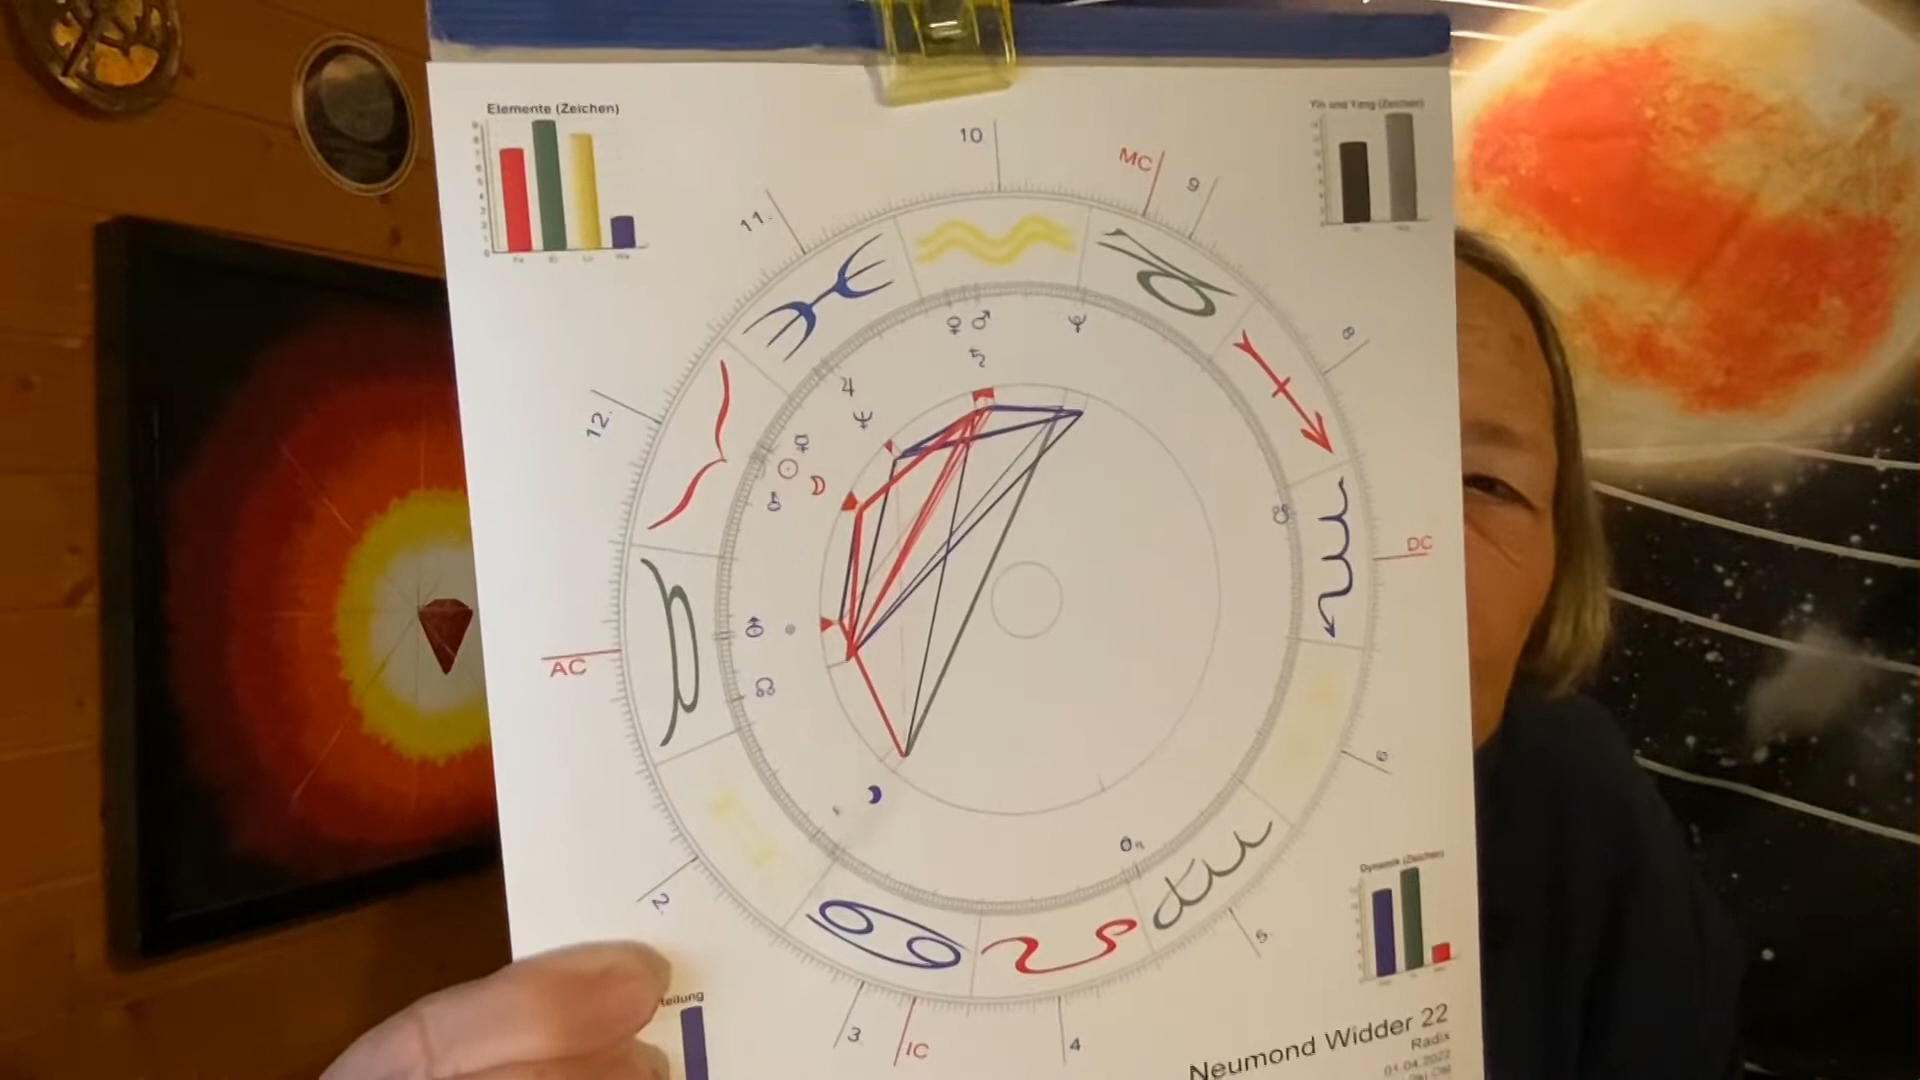 Elemente (Zeichen)
Yin und Yang (Zeichen)
10
MC
9
11.
8
12.
DC
AC
6
2.
Dynamik (Zeichen)
5.
teilung
3.
IC
4
Neumond Widder 22
Radix
01.04.2022